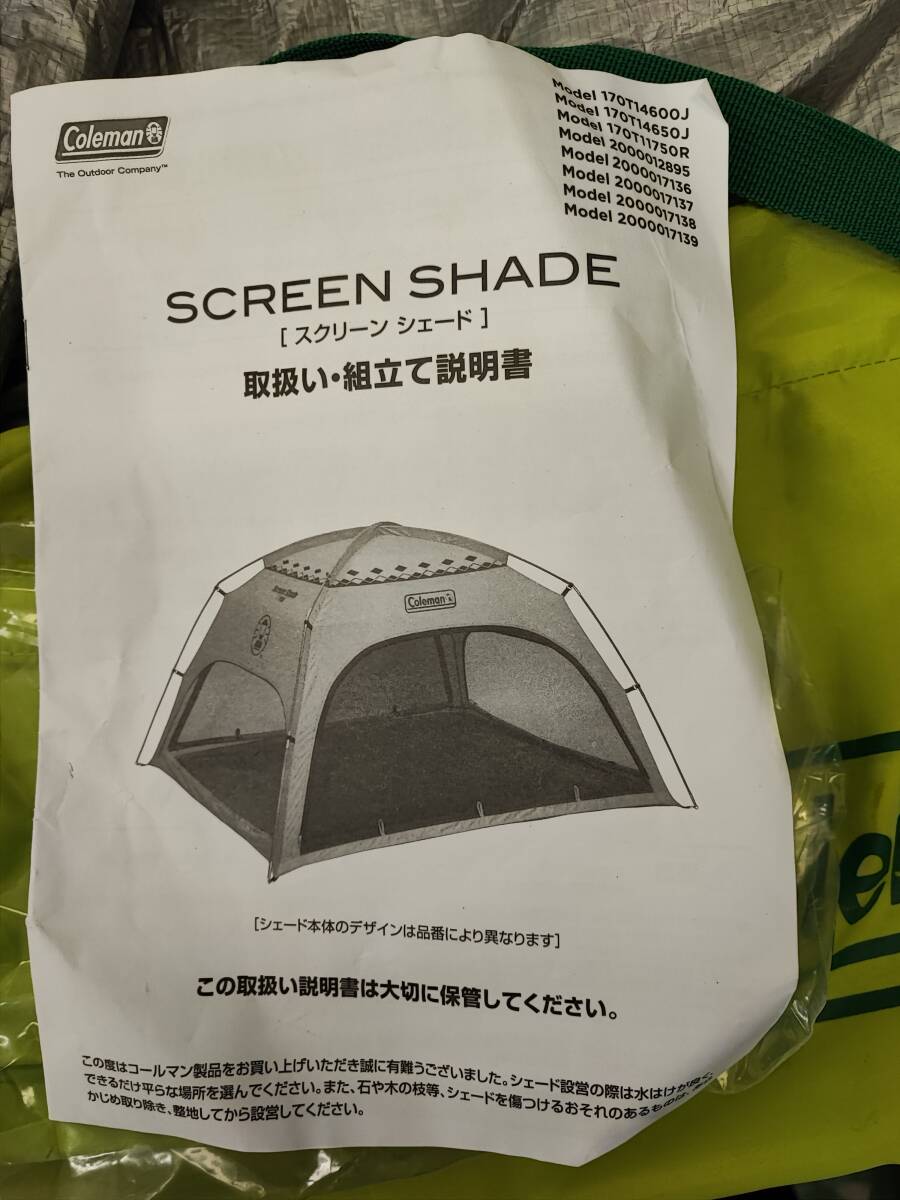 Coleman
The Outdoor Company™
Model 170T14600J
Model 170T14650J
Model 170T11750R
Model 2000012895
Model 2000017136
Model 2000017137
Model 2000017138
Model 2000017139
SCREEN SHADE
[ スクリーン シェード ]
取扱い・組立て説明書
Coleman
[シェード本体のデザインは品番により異なります]
この取扱い説明書は大切に保管してください。
この度はコールマン製品をお買い上げいただき誠に有難うございました。シェード設営の際は水はけが良く、
できるだけ平らな場所を選んでください。また、石や木の枝等、シェードを傷つけるおそれのあるものは、
かじめ取り除き、整地してから設営してください。